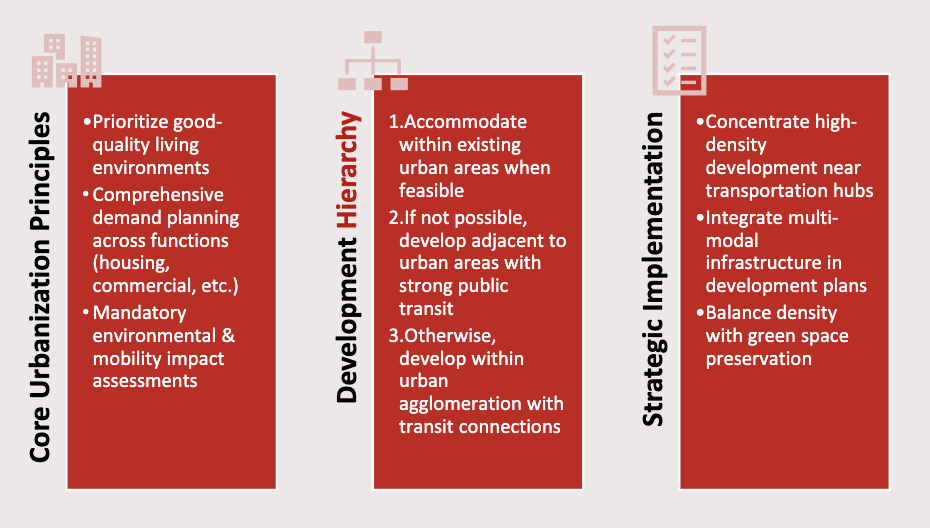 Core Urbanization Principles
•Prioritize good-
quality living
environments
• Comprehensive
demand planning
across functions
(housing,
commercial, etc.)
• Mandatory
environmental &
mobility impact
assessments
Development Hierarchy
1.Accommodate
within existing
urban areas when
feasible
2.If not possible,
develop adjacent to
urban areas with
strong public
transit
3.Otherwise,
develop within
urban
agglomeration with
transit connections
Strategic Implementation
•Concentrate high-
density
development near
transportation hubs
•Integrate multi-
modal
infrastructure in
development plans
•Balance density
with green space
preservation